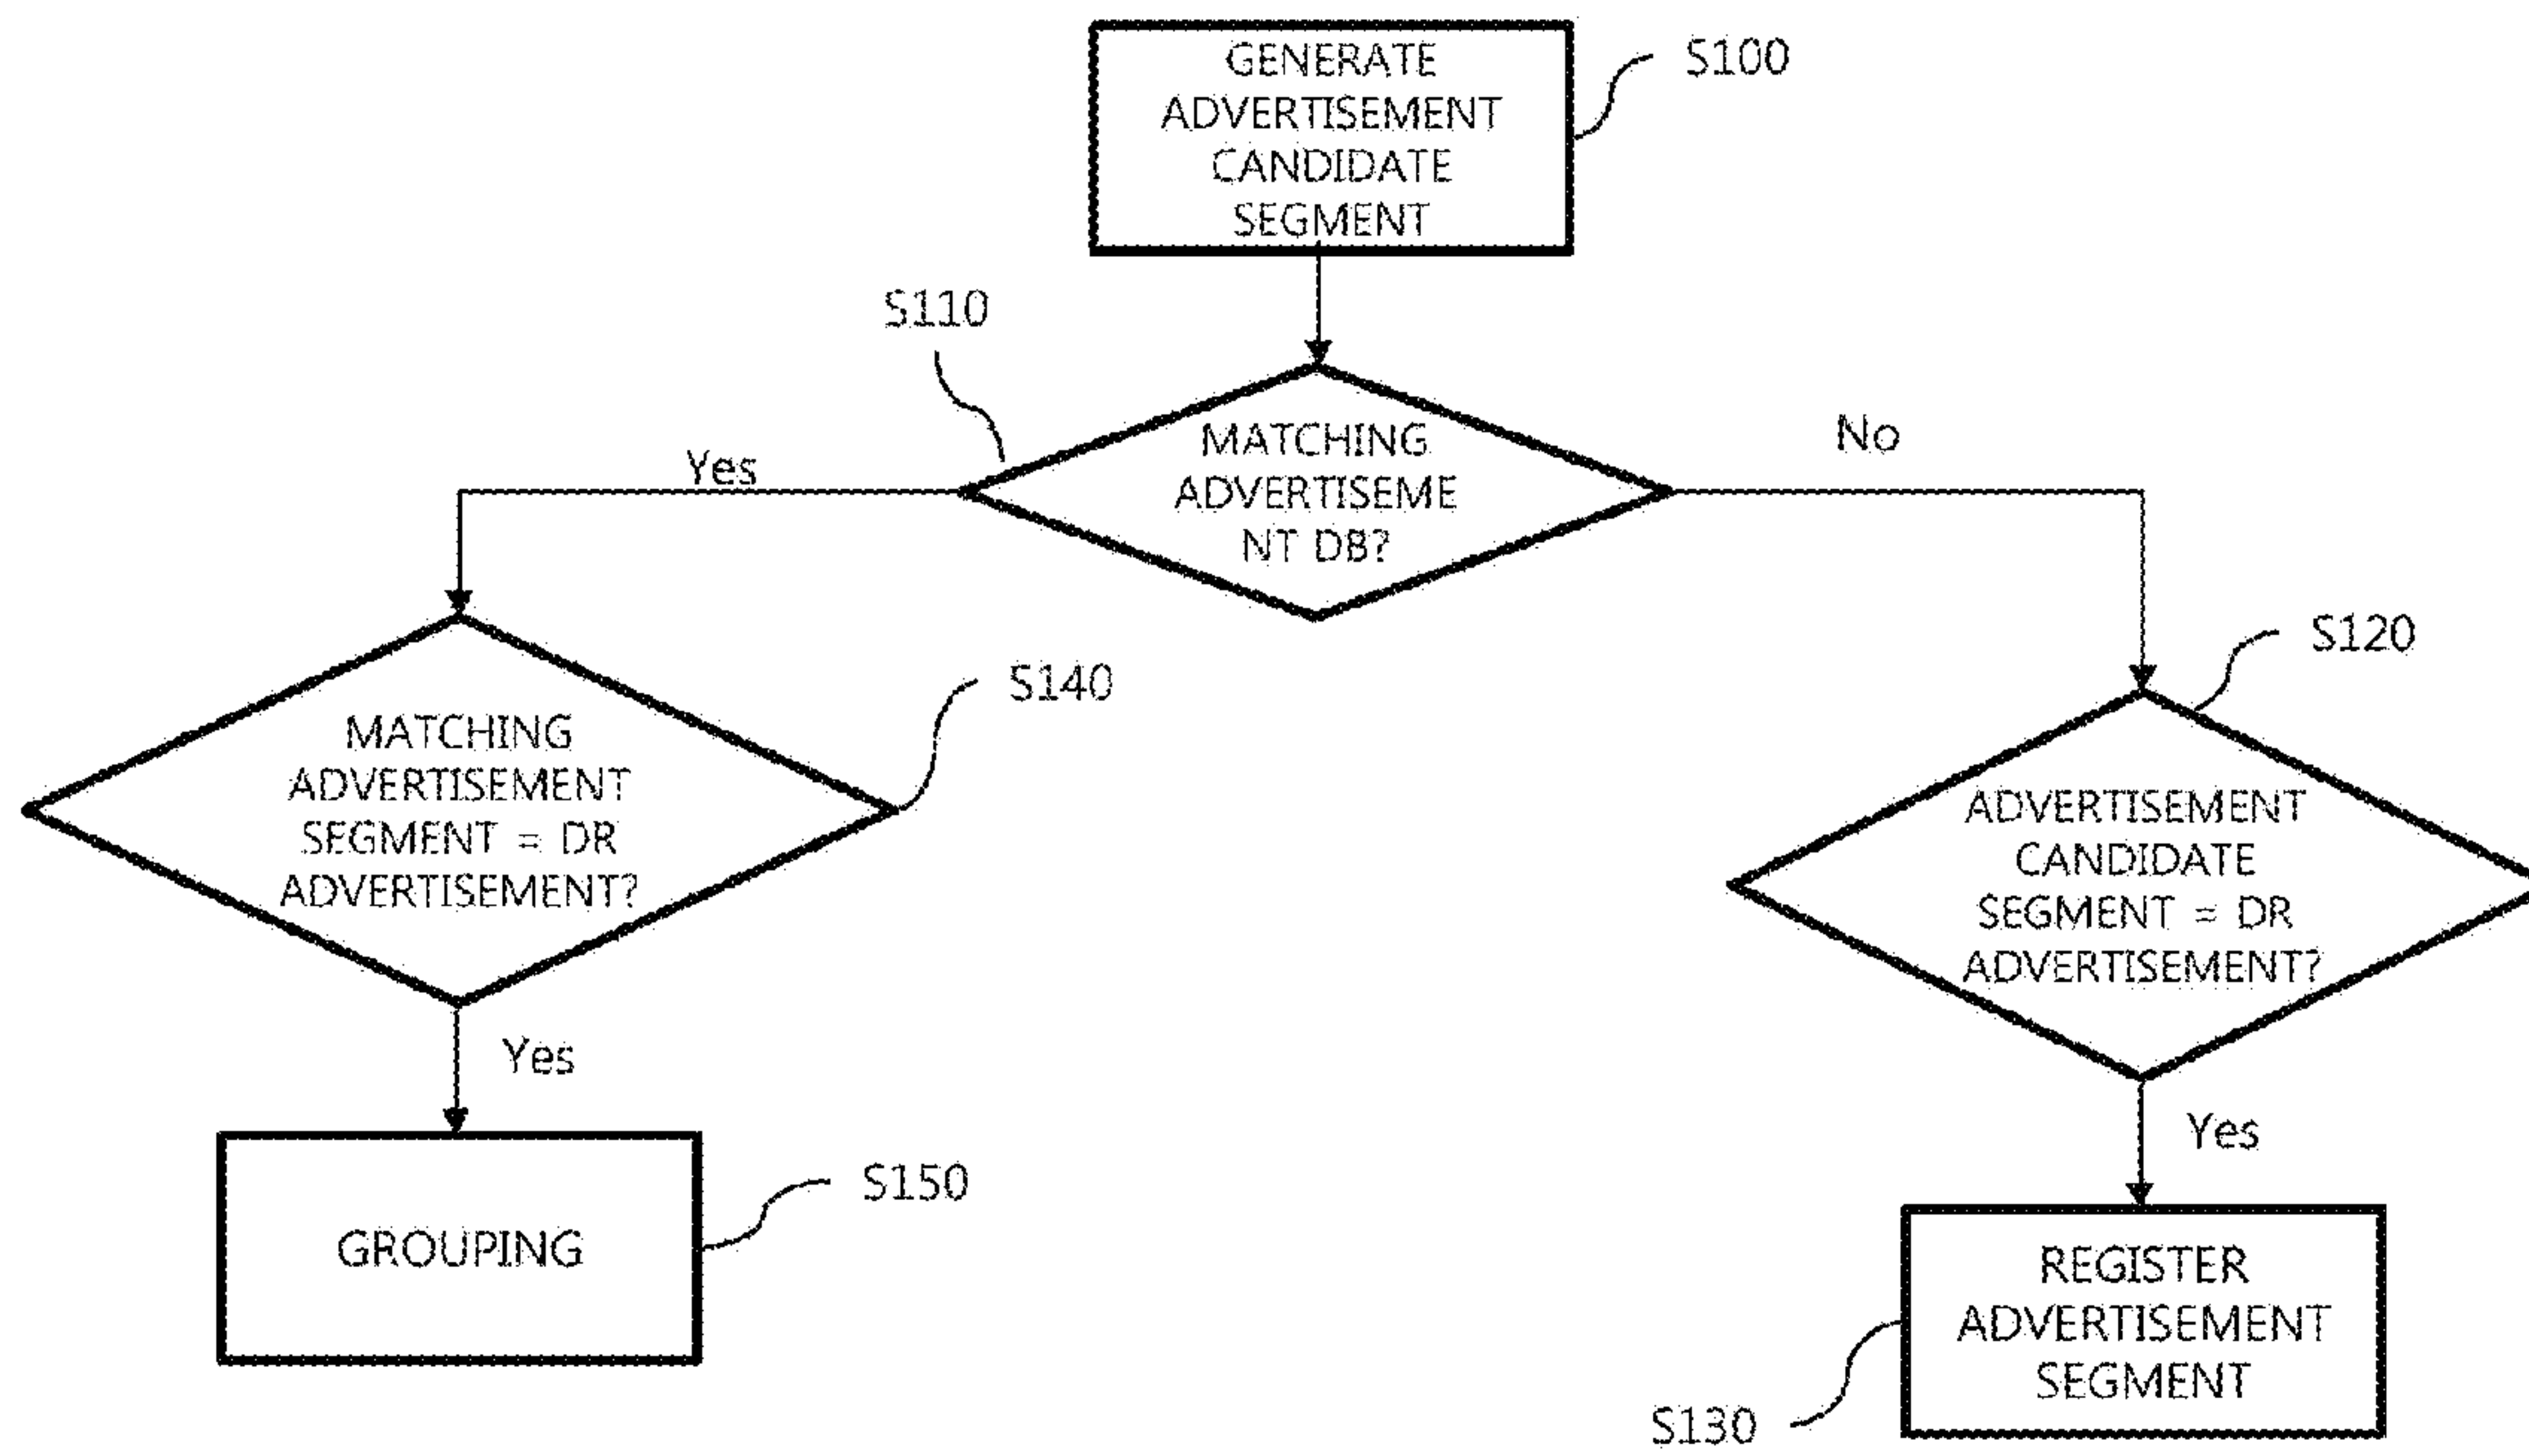 GENERATE
ADVERTISEMENT
CANDIDATE
SEGMENT
S100
S110
MATCHING
ADVERTISEME
NT DB?
Yes
No
S120
S140
MATCHING
ADVERTISEMENT
SEGMENT = DR
ADVERTISEMENT?
ADVERTISEMENT
CANDIDATE
SEGMENT = DR
ADVERTISEMENT?
Yes
Yes
GROUPING
S150
REGISTER
ADVERTISEMENT
SEGMENT
S130